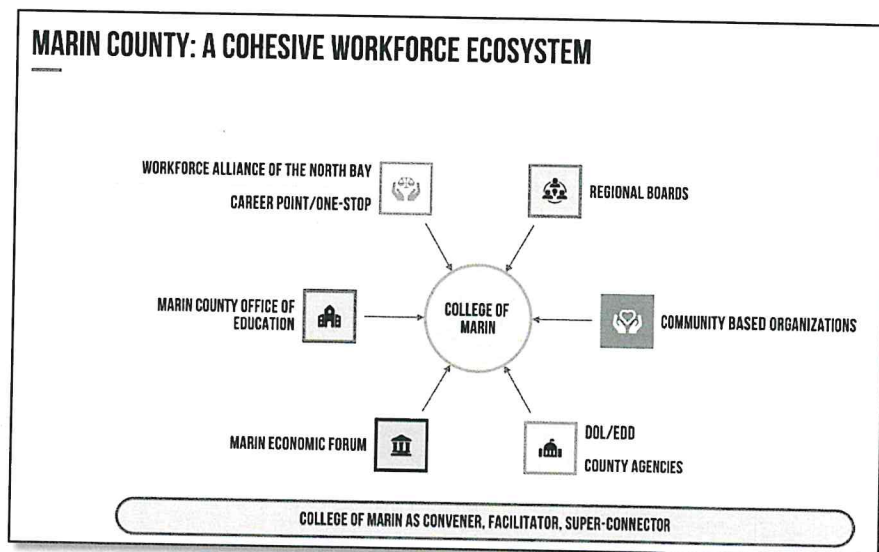 MARIN COUNTY: A COHESIVE WORKFORCE ECOSYSTEM
WORKFORCE ALLIANCE OF THE NORTH BAY
CAREER POINT/ONE-STOP
REGIONAL BOARDS
MARIN COUNTY OFFICE OF
EDUCATION
COLLEGE OF
MARIN
COMMUNITY BASED ORGANIZATIONS
MARIN ECONOMIC FORUM
DOL/EDD
COUNTY AGENCIES
COLLEGE OF MARIN AS CONVENER, FACILITATOR, SUPER-CONNECTOR